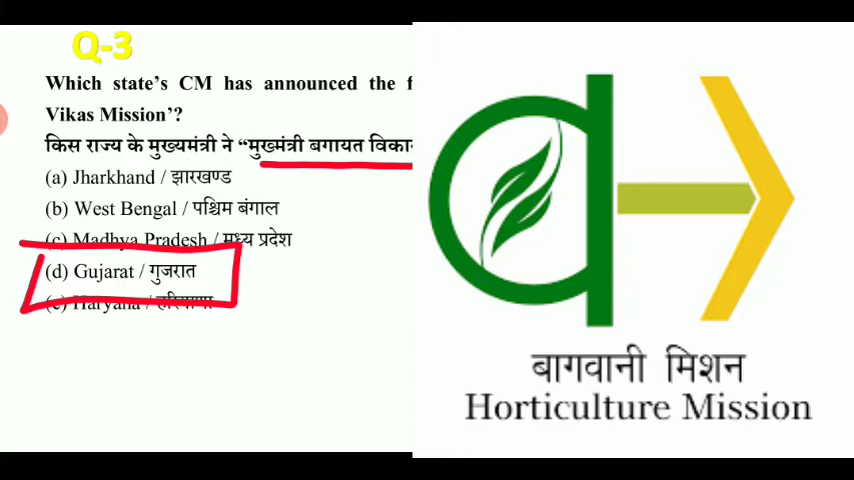 Q-3
Which state's CM has announced the f
Vikas Mission'?
किस राज्य के मुख्यमंत्री ने “मुख्मंत्री बगायत विकास
(a) Jharkhand / झारखण्ड
(b) West Bengal / पश्चिम बंगाल
(c) Madhya Pradesh / मध्य प्रदेश
(d) Gujarat / गुजरात
(e) Haryana / हरियाणा
बागवानी मिशन
Horticulture Mission